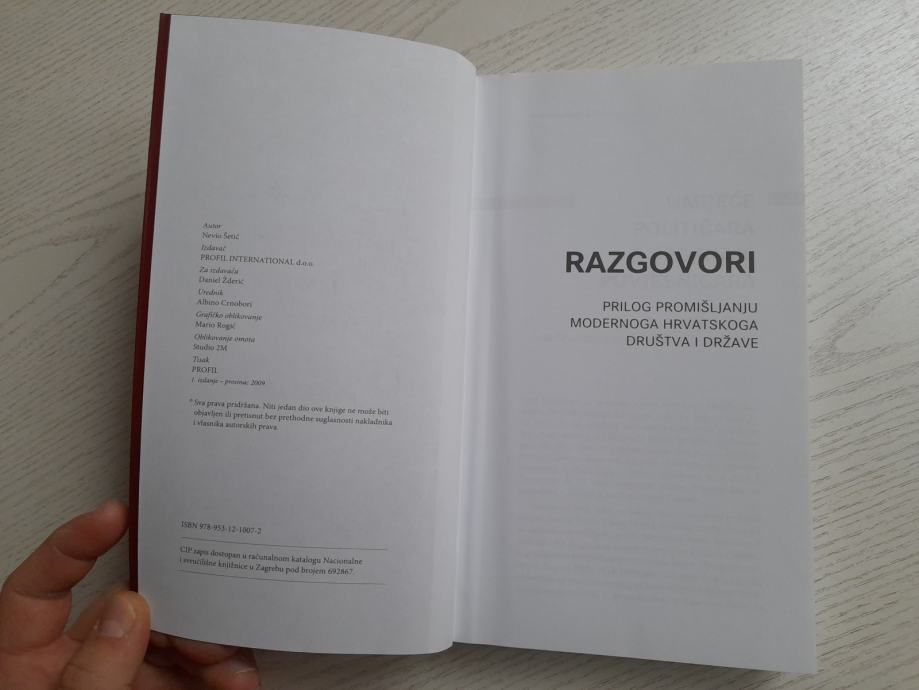 Autor
Nevio Šetić
Izdavač
PROFIL INTERNATIONAL d.o.o.
Za izdavača
Daniel Žderić
Urednik
Albino Crnobori
Grafičko oblikovanje
Mario Rogić
Oblikovanje omota
Studio 2M
Tisak
PROFIL
1. izdanje – prosinac 2009.
* Sva prava pridržana. Niti jedan dio ove knjige ne može biti
objavljen ili pretisnut bez prethodne suglasnosti nakladnika
i vlasnika autorskih prava.
ISBN 978-953-12-1007-2
CIP zapis dostopan u računalnom katalogu Nacionalne
i sveučilišne knjižnice u Zagrebu pod brojem 692867.
RAZGOVORI
PRILOG PROMIŠLJANJU
MODERNOGA HRVATSKOGA
DRUŠTVA I DRŽAVE